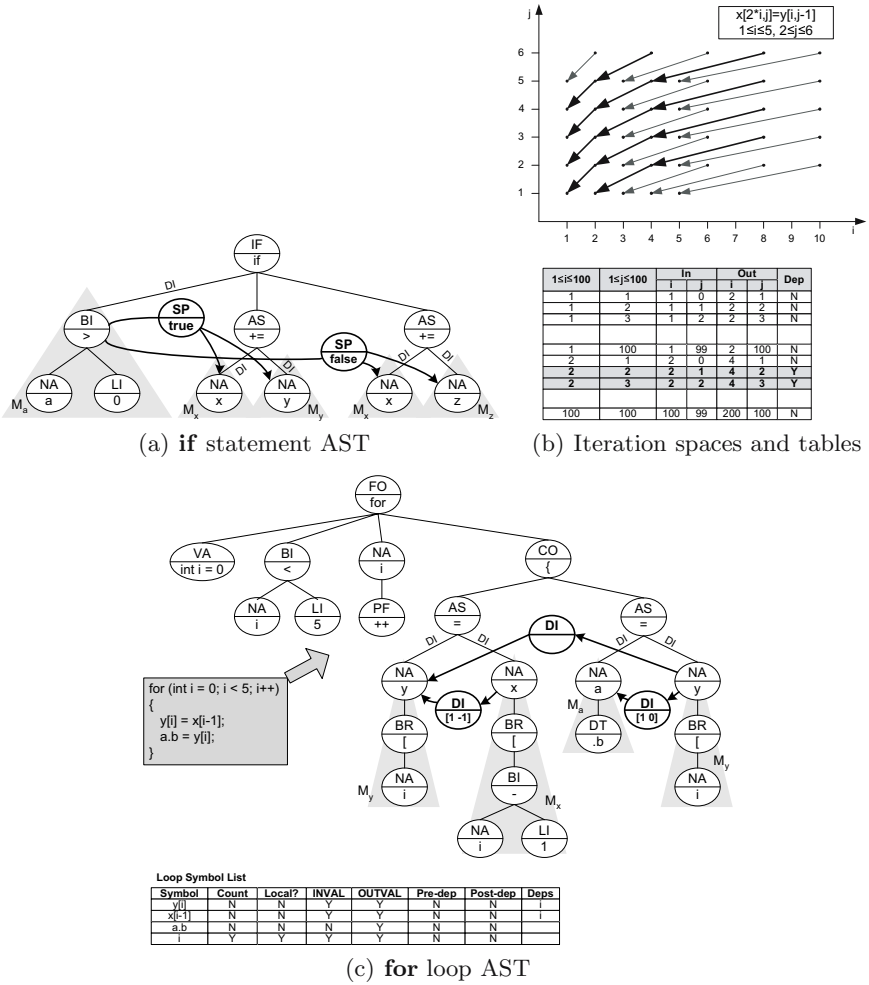 j
x[2*i,j]=y[i,j-1]
1≤i≤5, 2≤j≤6
6
5
4
3
2
1
1 2 3 4 5 6 7 8 9 10
i
IF
if
DI
BI
>
SP
true
AS
+=
SP
false
AS
+=
DI
DI
DI
DI
NA
a
LI
0
NA
x
NA
y
NA
x
NA
z
Ma
Mx
My
Mx
Mz
1≤i≤100 1≤j≤100 In Out Dep
i j i j
1 1 1 0 2 1 N
1 2 1 1 2 2 N
1 3 1 2 2 3 N
1 100 1 99 2 100 N
2 1 2 0 4 1 N
2 2 2 1 4 2 Y
2 3 2 2 4 3 Y
100 100 100 99 200 100 N
(a) if statement AST
(b) Iteration spaces and tables
FO
for
VA
int i = 0
BI
<
NA
i
CO
{
NA
i
LI
5
PF
++
AS
=
DI
AS
=
DI
DI
DI
DI
NA
y
NA
x
NA
a
NA
y
DI
[1 -1]
DI
[1 0]
for (int i = 0; i < 5; i++)
{
y[i] = x[i-1];
a.b = y[i];
}
BR
[
BR
[
Ma
DT
.b
BR
[
NA
i
BI
-
NA
i
My
Mx
My
NA
i
LI
1
Loop Symbol List
Symbol Count Local? INVAL OUTVAL Pre-dep Post-dep Deps
y[i] N N Y Y N N i
x[i-1] N N Y Y N N i
a.b N N N Y N N
i Y Y Y Y N N
(c) for loop AST